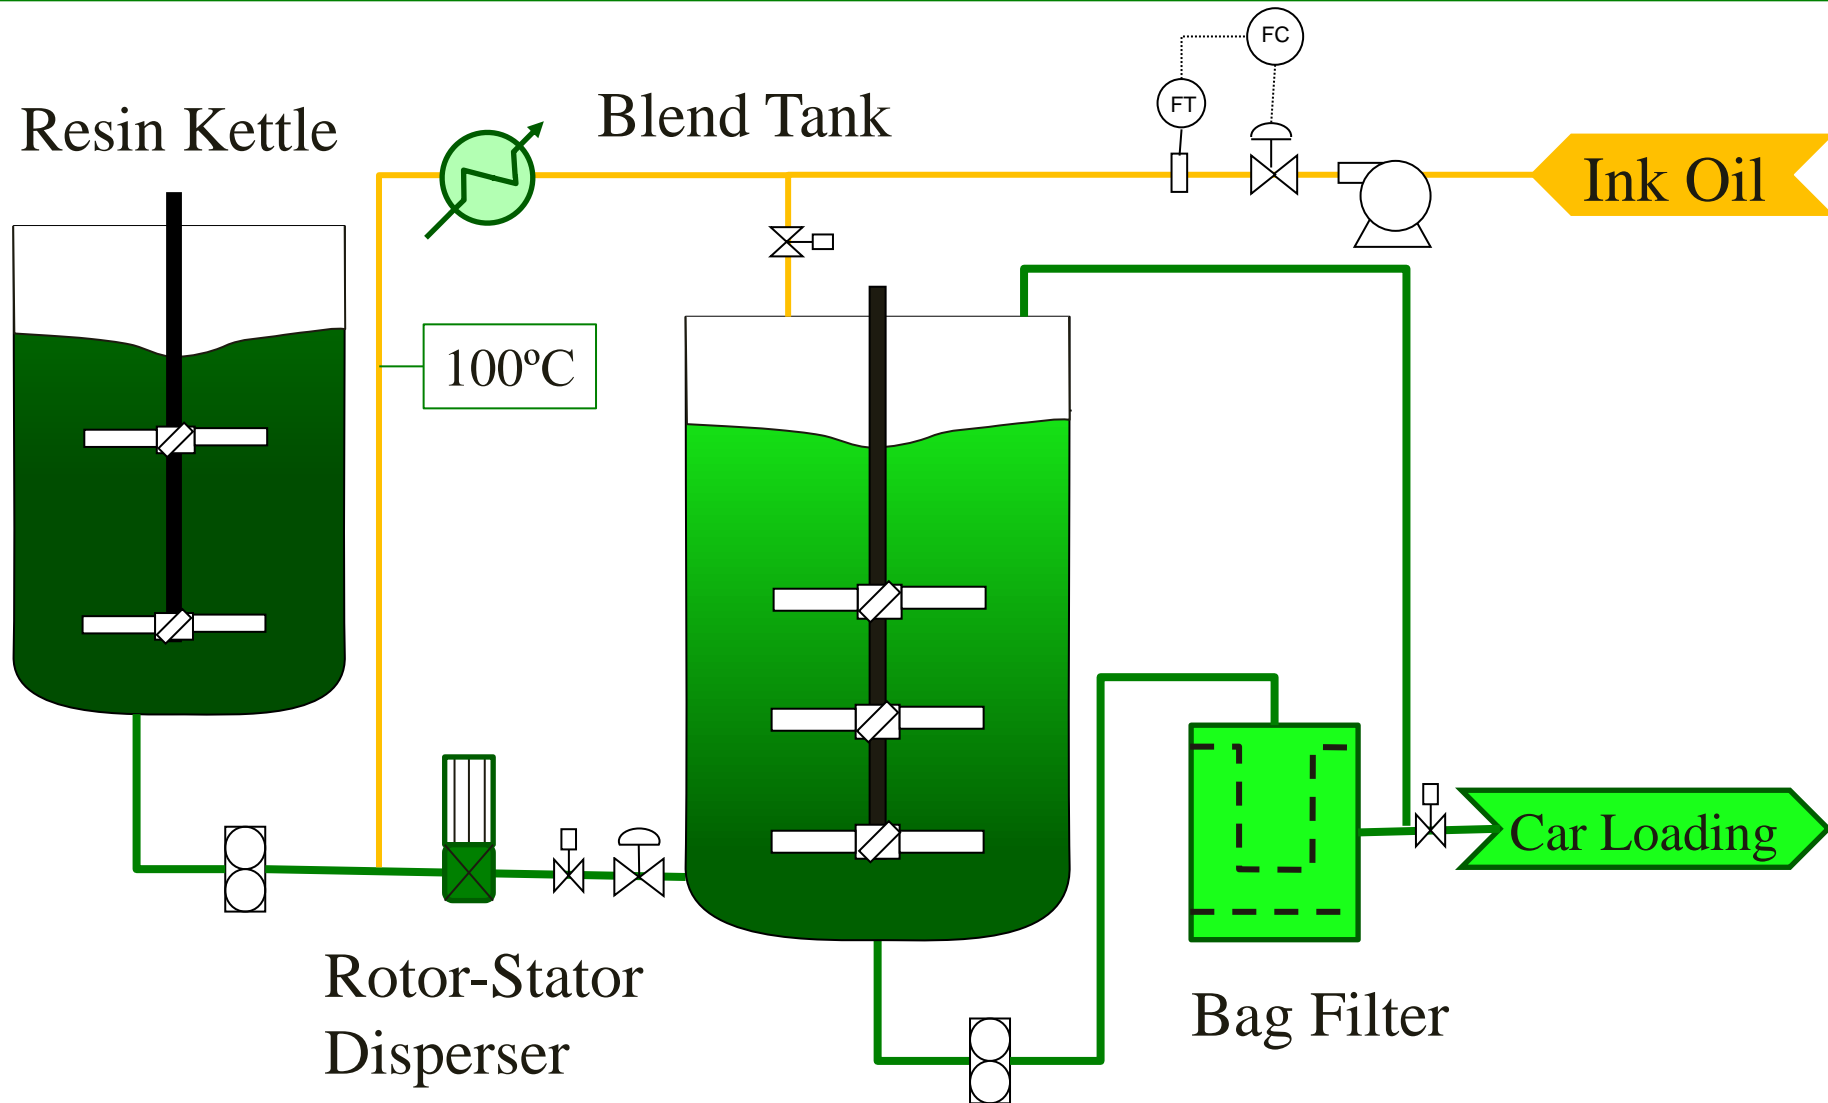 FC
FT
Blend Tank
Resin Kettle
Ink Oil
100ºC
Car Loading
Rotor-Stator
Disperser
Bag Filter